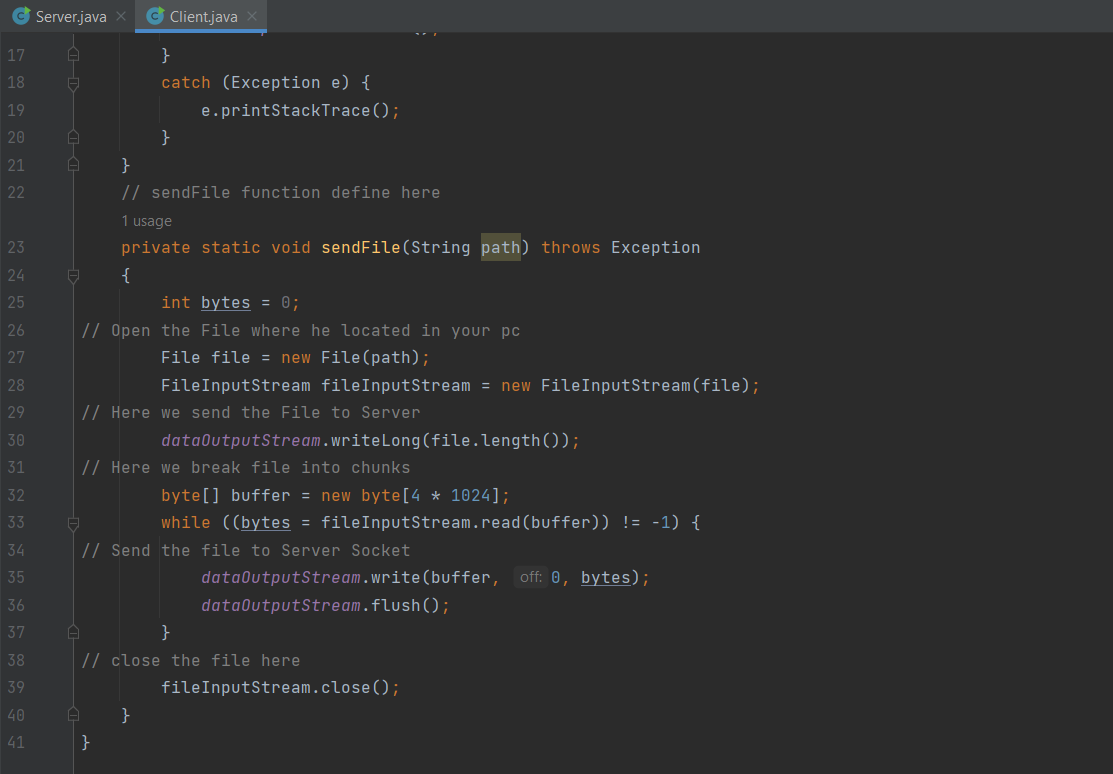 Server.java Client.java
17 }
18 catch (Exception e) {
19 e.printStackTrace();
20 }
21 }
22 // sendFile function define here
1 usage
23 private static void sendFile(String path) throws Exception
24 {
25 int bytes = 0;
26 // Open the File where he located in your pc
27 File file = new File(path);
28 FileInputStream fileInputStream = new FileInputStream(file);
29 // Here we send the File to Server
30 dataOutputStream.writeLong(file.length());
31 // Here we break file into chunks
32 byte[] buffer = new byte[4 * 1024];
33 while ((bytes = fileInputStream.read(buffer)) != -1) {
34 // Send the file to Server Socket
35 dataOutputStream.write(buffer, off: 0, bytes);
36 dataOutputStream.flush();
37 }
38 // close the file here
39 fileInputStream.close();
40 }
41 }